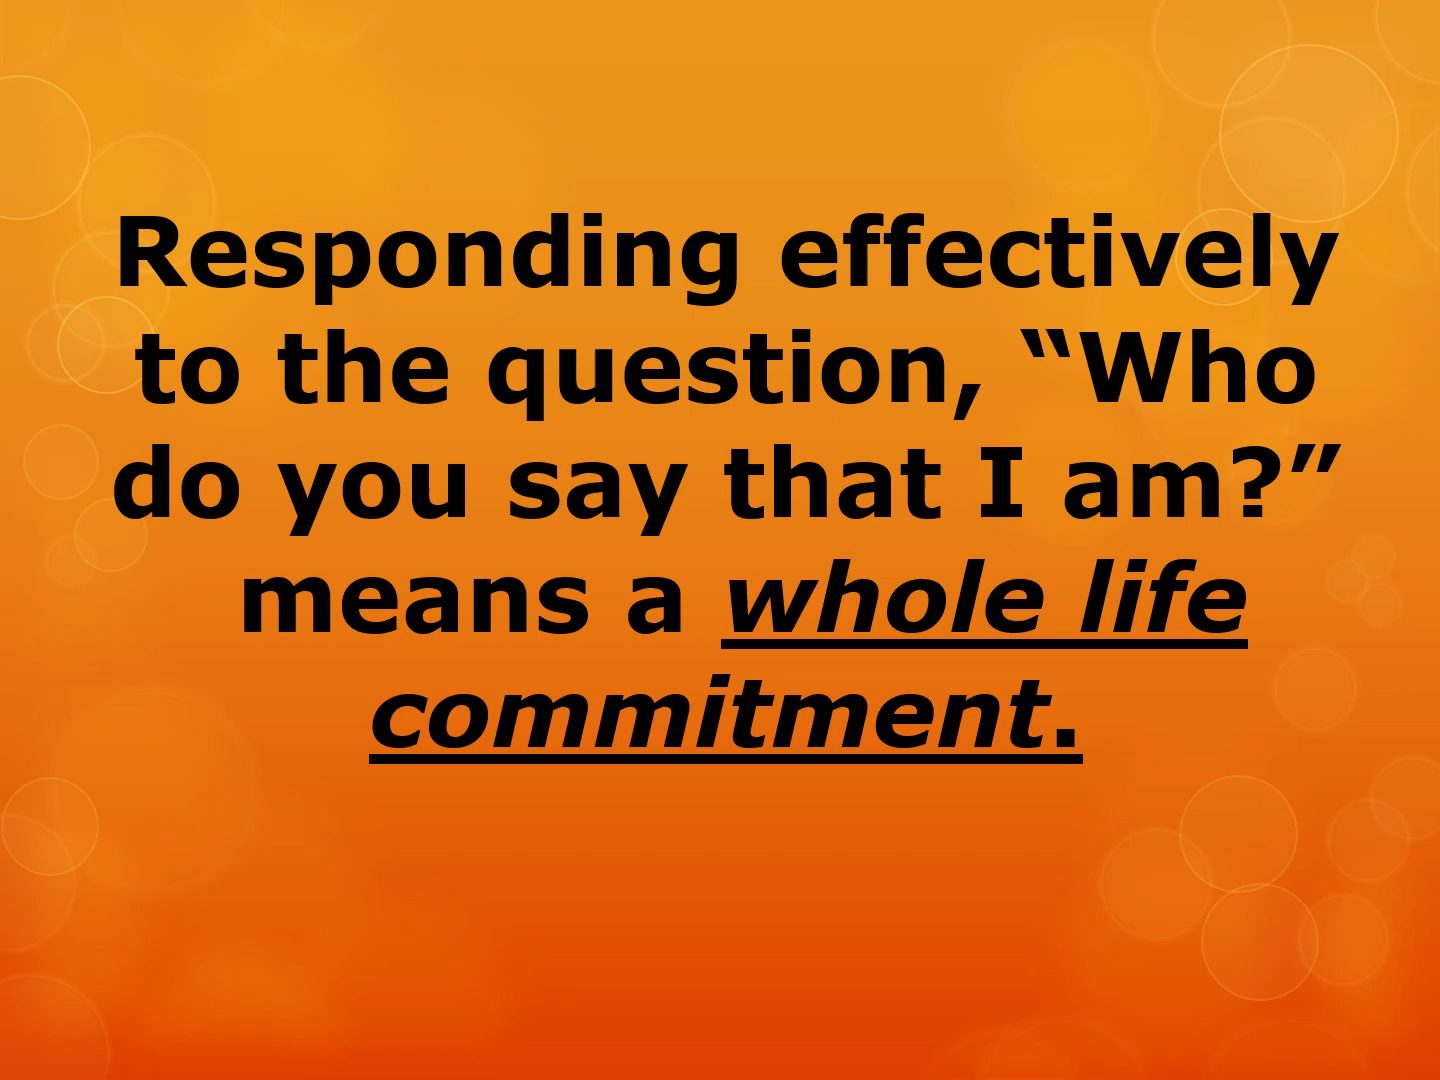 Responding effectively
to the question, “Who
do you say that I am?”
means a whole life
commitment.